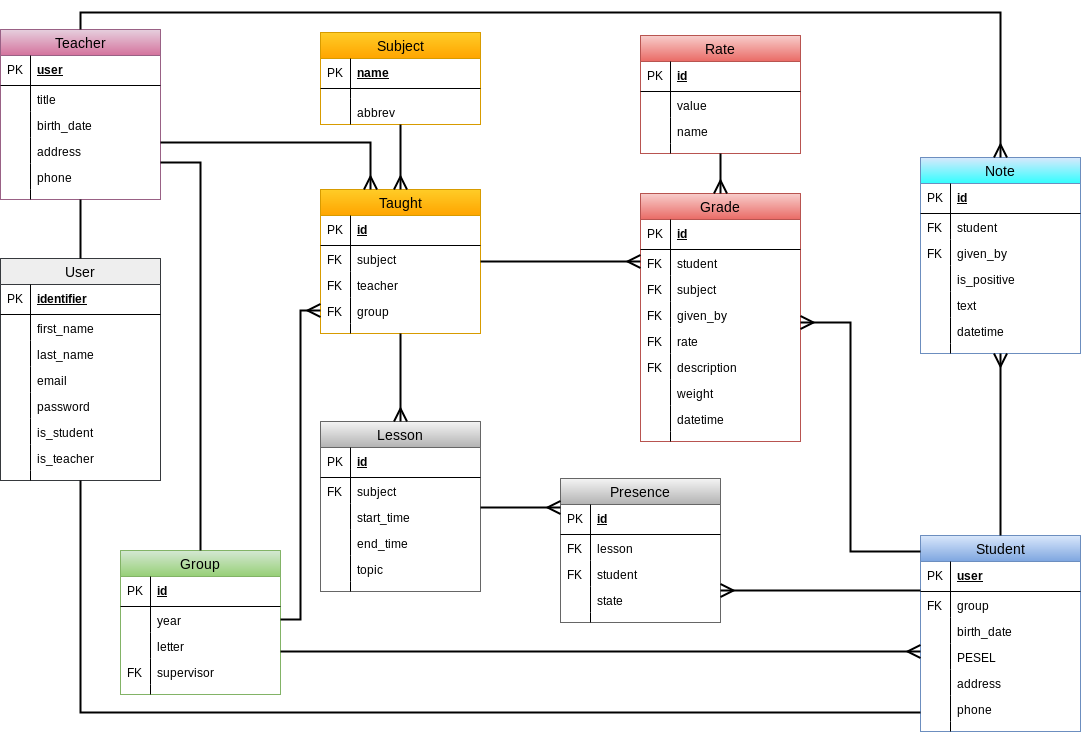 Teacher
PK user
title
birth_date
address
phone
Subject
PK name
abbrev
Rate
PK id
value
name
Note
PK id
FK student
FK given_by
is_positive
text
datetime
Taught
PK id
FK subject
FK teacher
FK group
Grade
PK id
FK student
FK subject
FK given_by
FK rate
FK description
weight
datetime
User
PK identifier
first_name
last_name
email
password
is_student
is_teacher
Lesson
PK id
FK subject
start_time
end_time
topic
Presence
PK id
FK lesson
FK student
state
Group
PK id
year
letter
FK supervisor
Student
PK user
FK group
birth_date
PESEL
address
phone